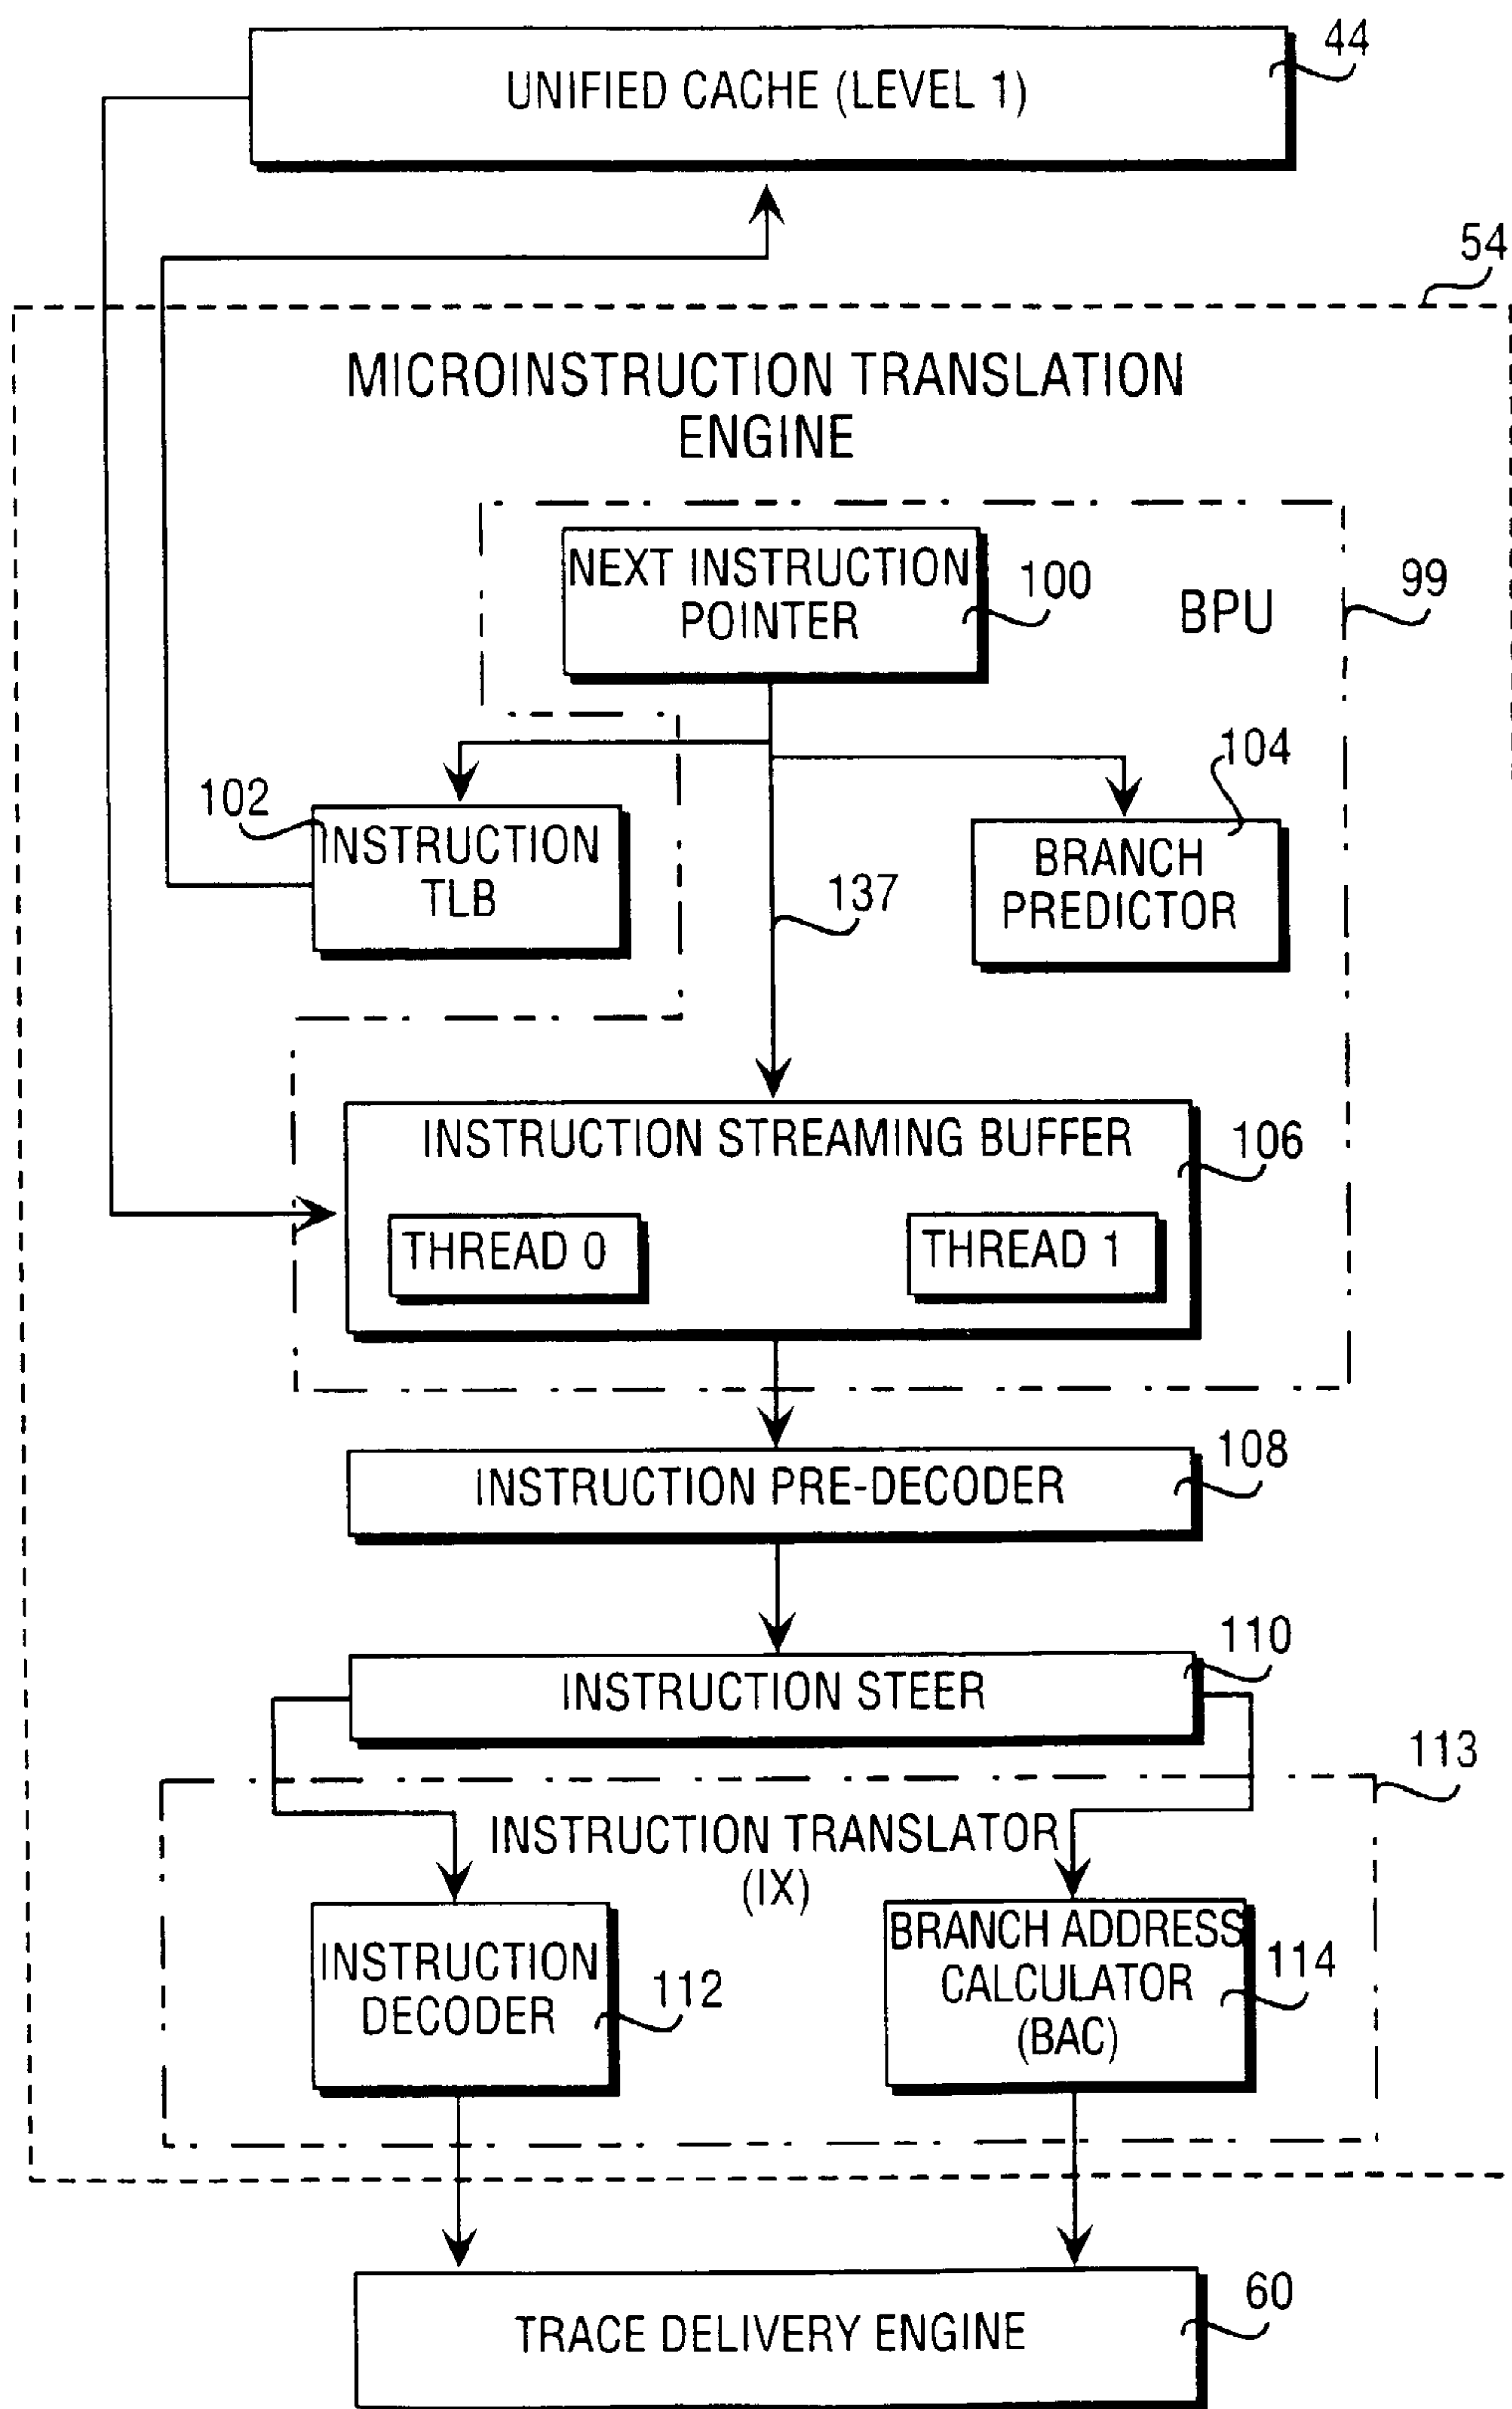 UNIFIED CACHE (LEVEL 1)
44
54
MICROINSTRUCTION TRANSLATION
ENGINE
NEXT INSTRUCTION
POINTER
100
BPU
99
102
INSTRUCTION
TLB
137
104
BRANCH
PREDICTOR
INSTRUCTION STREAMING BUFFER
106
THREAD 0
THREAD 1
INSTRUCTION PRE-DECODER
108
INSTRUCTION STEER
110
113
INSTRUCTION TRANSLATOR
(IX)
INSTRUCTION
DECODER
112
BRANCH ADDRESS
CALCULATOR
(BAC)
114
TRACE DELIVERY ENGINE
60